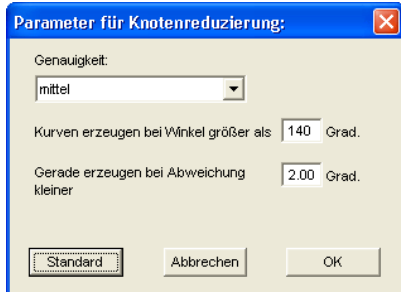 Parameter für Knotenreduzierung:
Genauigkeit:
mittel
Kurven erzeugen bei Winkel größer als 140 Grad.
Gerade erzeugen bei Abweichung kleiner 2.00 Grad.
Standard Abbrechen OK